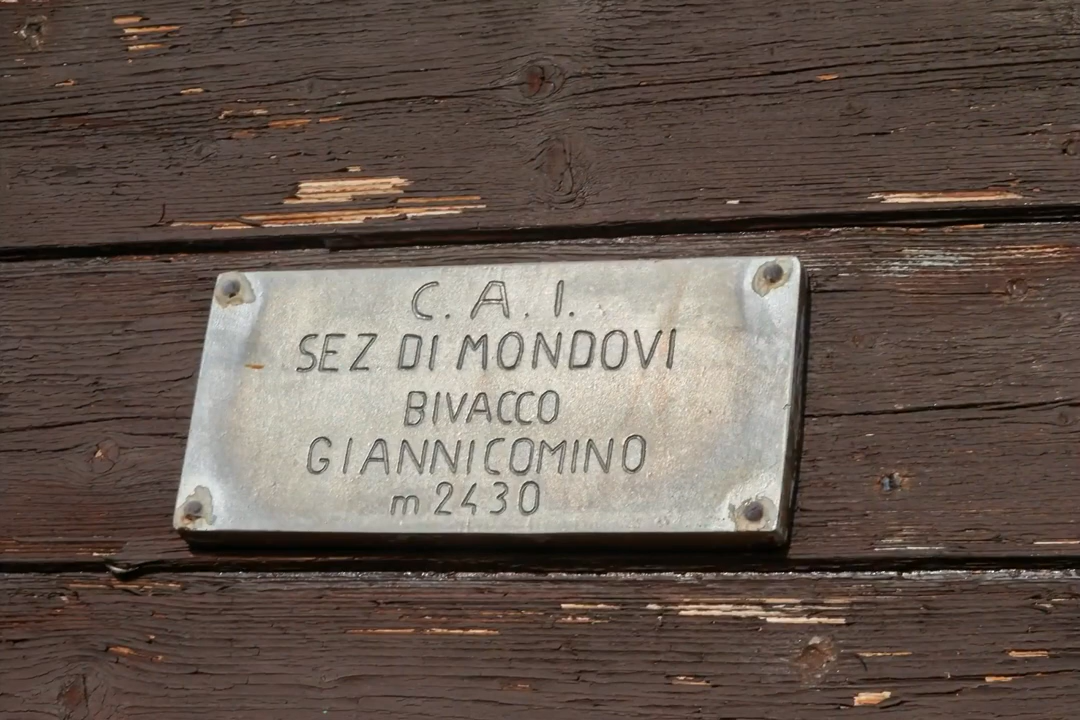 C. A. I.
SEZ DI MONDOVI
BIVACCO
GIANNICOMINO
m 2430